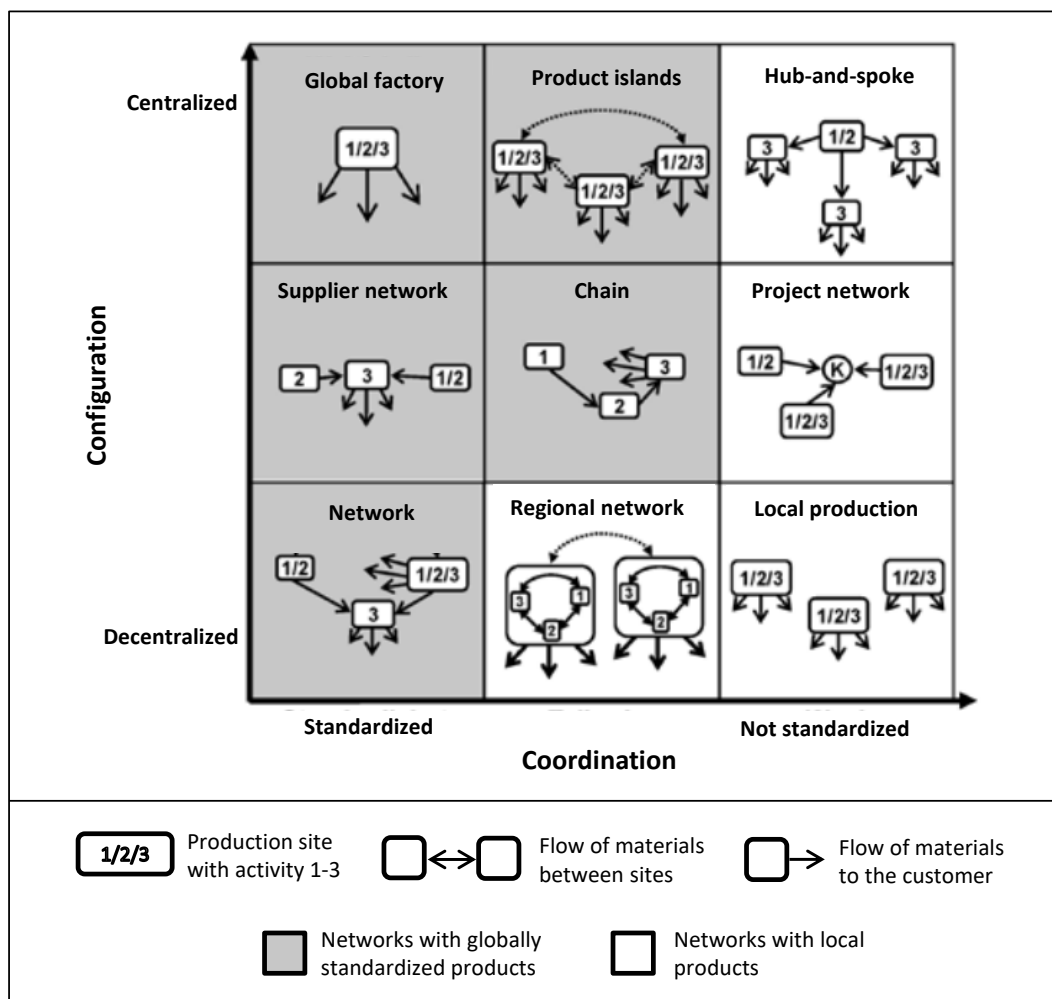 Centralized
Global factory
1/2/3
Product islands
1/2/3
1/2/3
1/2/3
Hub-and-spoke
3
1/2
3
3
Configuration
Supplier network
2
3
1/2
Chain
1
3
2
Project network
1/2
K
1/2/3
1/2/3
Decentralized
Network
1/2
1/2/3
3
Regional network
3
1
2
3
1
2
Local production
1/2/3
1/2/3
1/2/3
Standardized
Not standardized
Coordination
1/2/3
Production site
with activity 1-3
Flow of materials
between sites
Flow of materials
to the customer
Networks with globally
standardized products
Networks with local
products